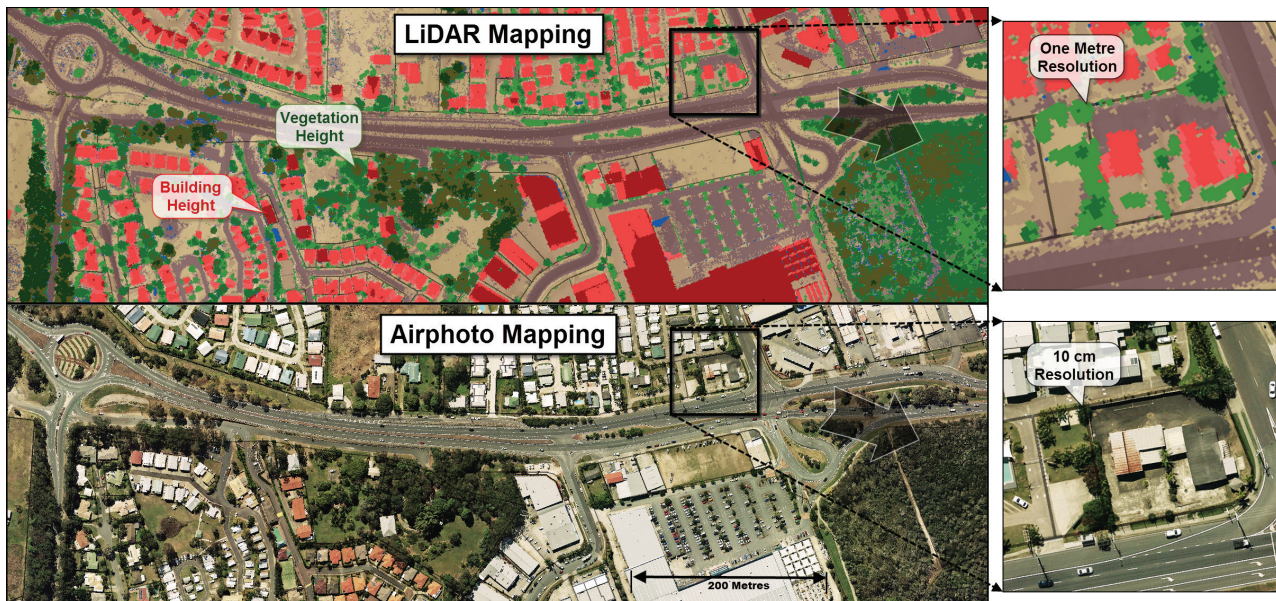 LiDAR Mapping
One Metre
Resolution
Vegetation
Height
Building
Height
Airphoto Mapping
10 cm
Resolution
200 Metres